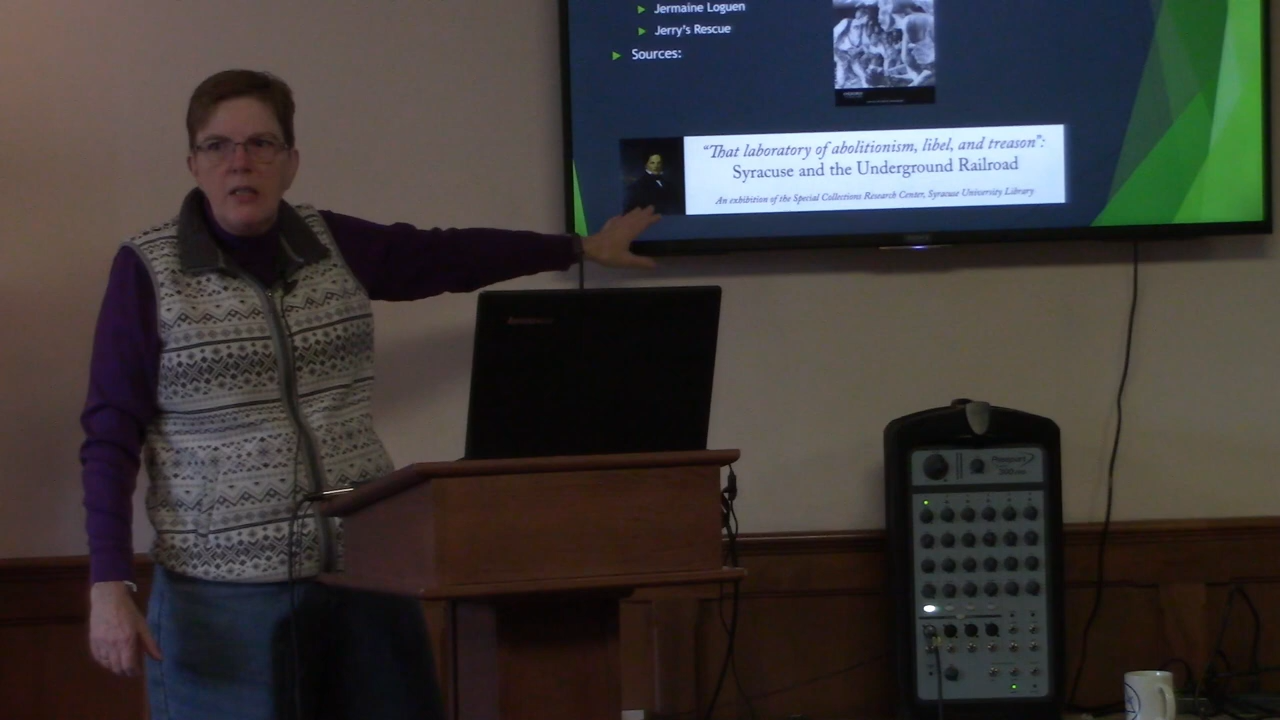 Jermaine Loguen
Jerry's Rescue
Sources:
"That laboratory of abolitionism, libel, and treason":
Syracuse and the Underground Railroad
An exhibition of the Special Collections Research Center, Syracuse University Library
Passport